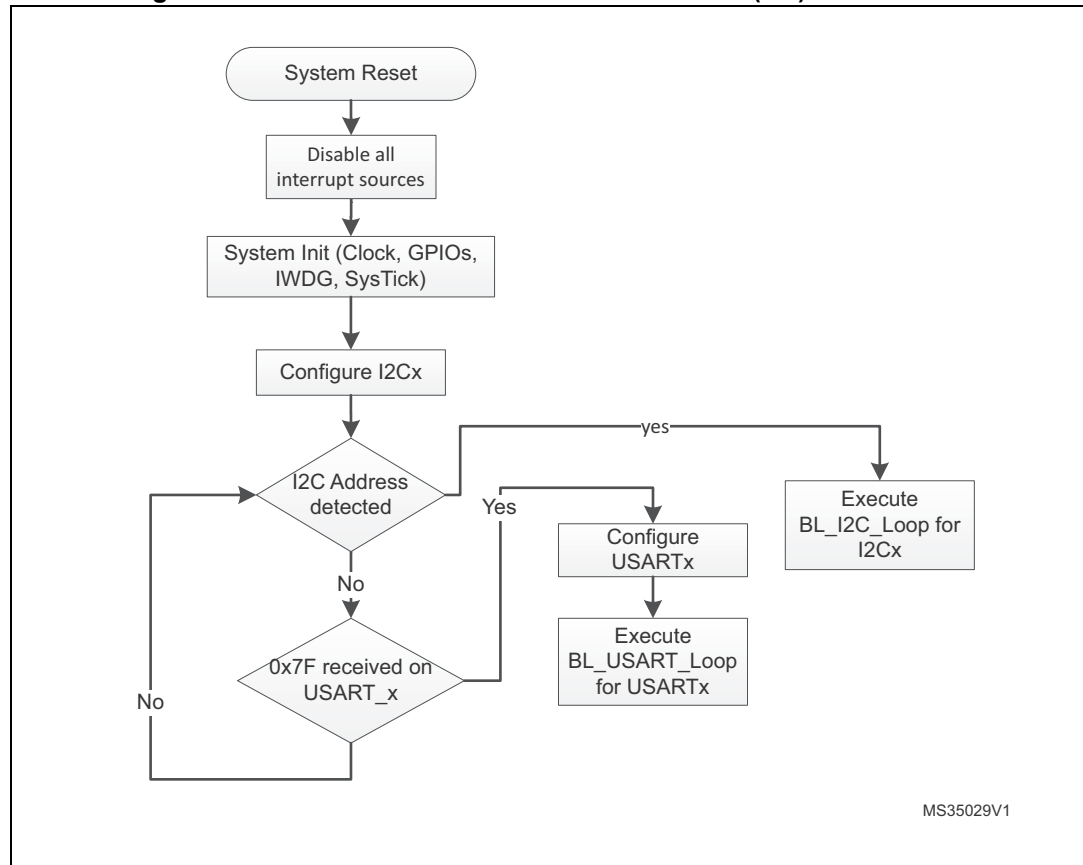 System Reset
Disable all
interrupt sources
System Init (Clock, GPIOs,
IWDG, SysTick)
Configure I2Cx
I2C Address
detected
yes
Execute
BL_I2C_Loop for
I2Cx
Yes
Configure
USARTx
No
Execute
BL_USART_Loop
for USARTx
0x7F received on
USART_x
No
MS35029V1